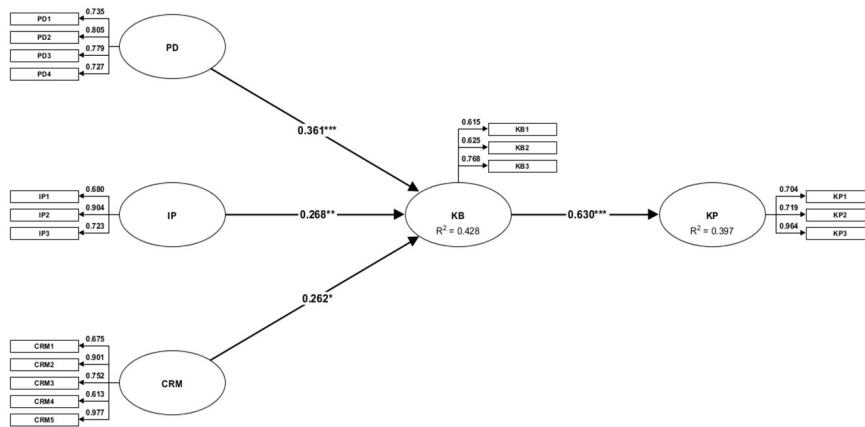 PD1
0.735
PD2
0.805
PD3
0.779
PD4
0.727
PD
0.361***
IP1
0.680
IP2
0.904
IP3
0.723
IP
0.268**
CRM1
0.675
CRM2
0.901
CRM3
0.752
CRM4
0.613
CRM5
0.977
CRM
0.262*
0.615
KB1
0.625
KB2
0.768
KB3
KB
R² = 0.428
0.630***
KP
R² = 0.397
0.704
KP1
0.719
KP2
0.964
KP3